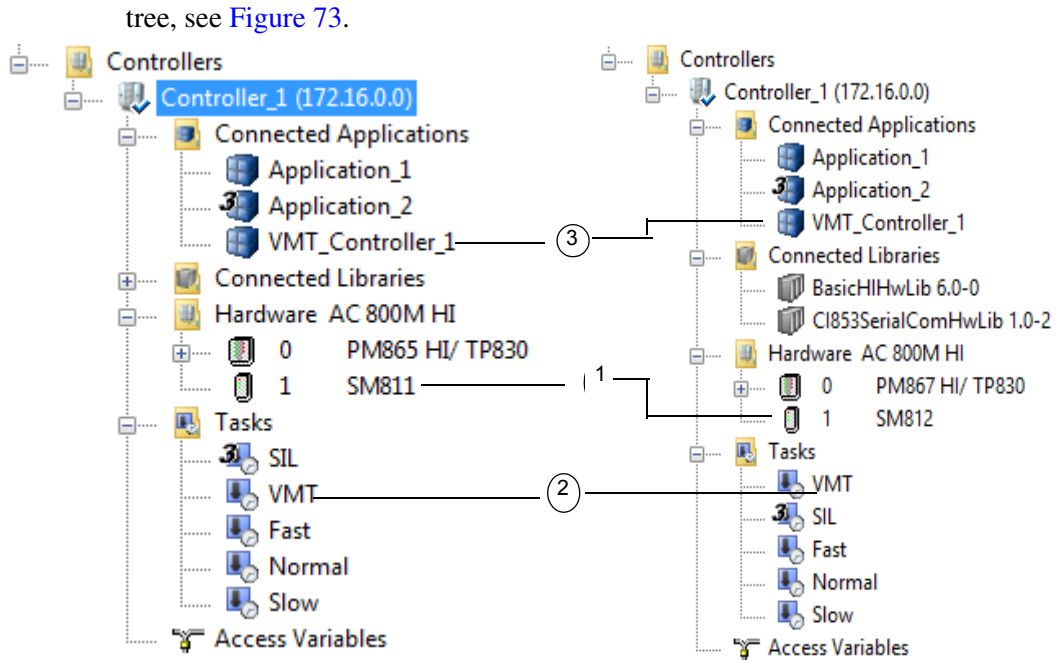 tree, see Figure 73.
Controllers
Controller_1 (172.16.0.0)
Connected Applications
Application_1
3 Application_2
VMT_Controller_1
Connected Libraries
Hardware AC 800M HI
0 PM865 HI/ TP830
1 SM811
Tasks
3 SIL
VMT
Fast
Normal
Slow
Access Variables
3
1
2
Controllers
Controller_1 (172.16.0.0)
Connected Applications
Application_1
3 Application_2
VMT_Controller_1
Connected Libraries
BasicHIHwLib 6.0-0
CI853SerialComHwLib 1.0-2
Hardware AC 800M HI
0 PM867 HI/ TP830
1 SM812
Tasks
VMT
3 SIL
Fast
Normal
Slow
Access Variables